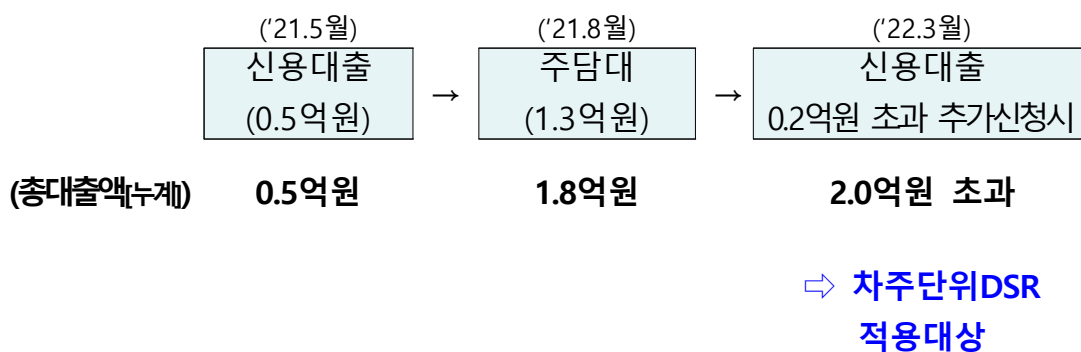 (‘21.5월) (‘21.8월) (‘22.3월)
신용대출 주담대 신용대출
(0.5억원) → (1.3억원) → 0.2억원 초과 추가신청시
(총대출액[누계]) 0.5억원 1.8억원 2.0억원 초과
⇨ 차주단위DSR
적용대상